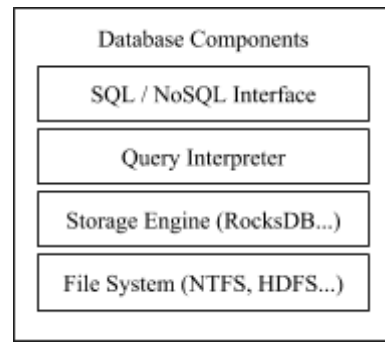 Database Components
SQL / NoSQL Interface
Query Interpreter
Storage Engine (RocksDB...)
File System (NTFS, HDFS...)